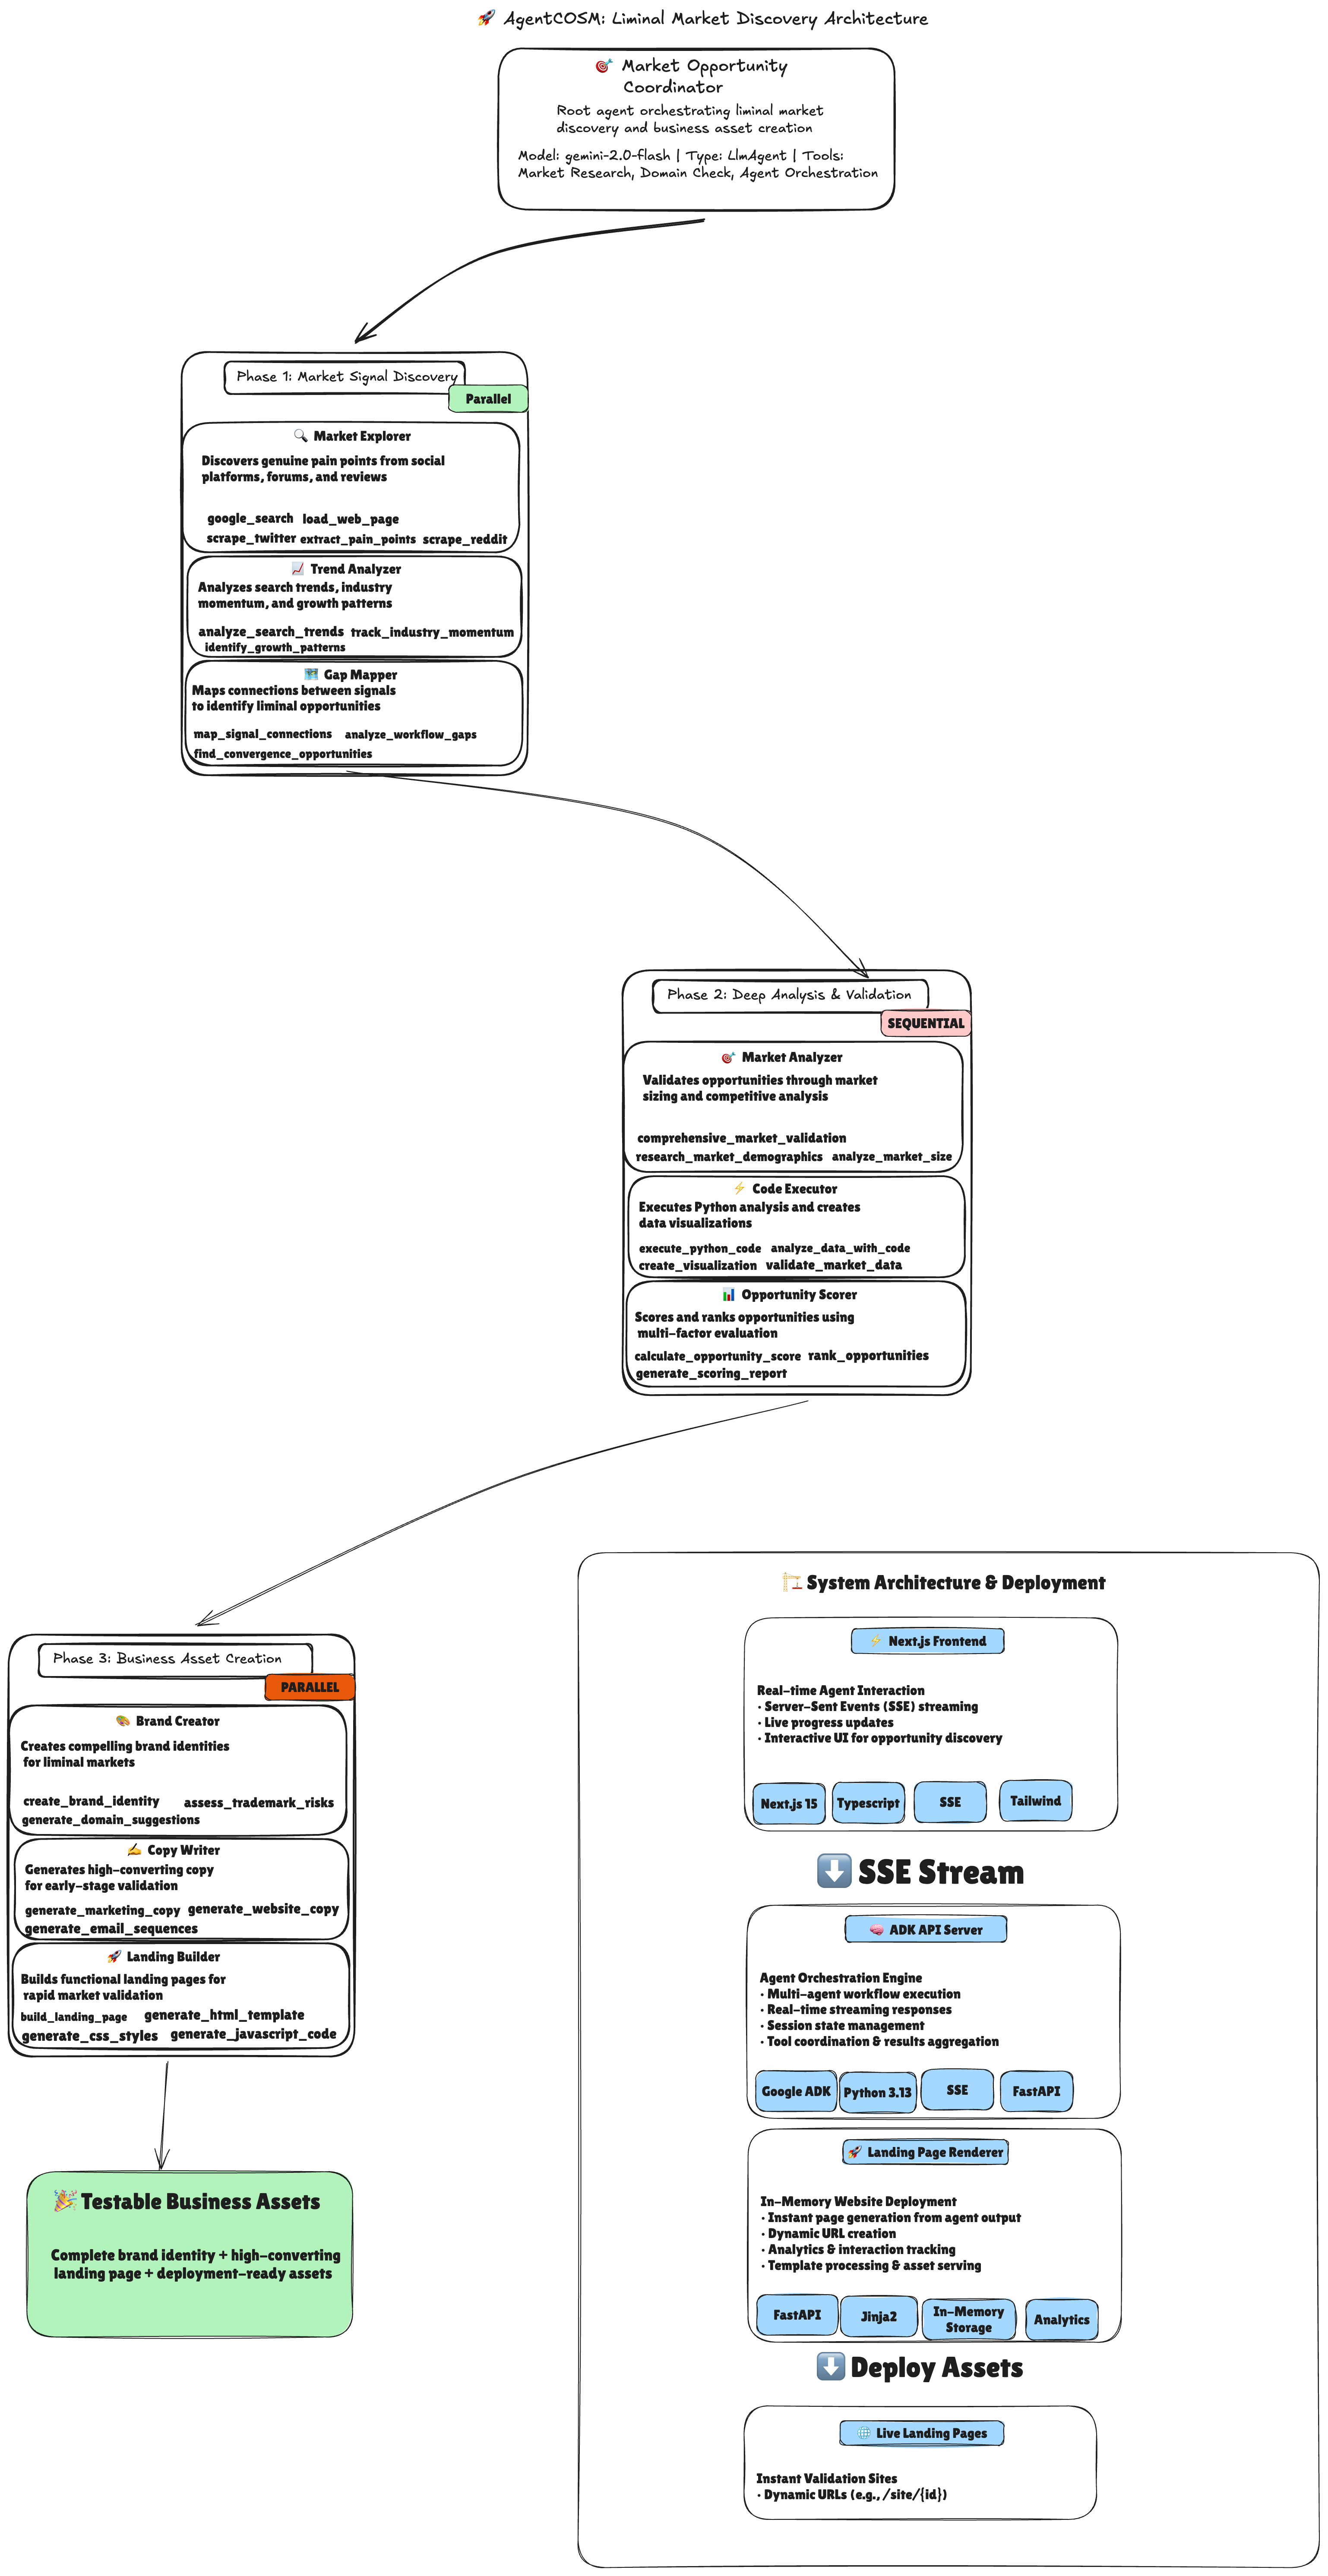 🚀 AgentCOSM: Liminal Market Discovery Architecture
🎯 Market Opportunity
Coordinator
Root agent orchestrating liminal market
discovery and business asset creation
Model: gemini-2.0-flash | Type: LlmAgent | Tools:
Market Research, Domain Check, Agent Orchestration
Phase 1: Market Signal Discovery
Parallel
🔍 Market Explorer
Discovers genuine pain points from social
platforms, forums, and reviews
google_search load_web_page
scrape_twitter extract_pain_points scrape_reddit
📈 Trend Analyzer
Analyzes search trends, industry
momentum, and growth patterns
analyze_search_trends track_industry_momentum
identify_growth_patterns
🗺️ Gap Mapper
Maps connections between signals
to identify liminal opportunities
map_signal_connections analyze_workflow_gaps
find_convergence_opportunities
Phase 2: Deep Analysis & Validation
SEQUENTIAL
🎯 Market Analyzer
Validates opportunities through market
sizing and competitive analysis
comprehensive_market_validation
research_market_demographics analyze_market_size
⚡ Code Executor
Executes Python analysis and creates
data visualizations
execute_python_code analyze_data_with_code
create_visualization validate_market_data
📊 Opportunity Scorer
Scores and ranks opportunities using
multi-factor evaluation
calculate_opportunity_score rank_opportunities
generate_scoring_report
Phase 3: Business Asset Creation
PARALLEL
🎨 Brand Creator
Creates compelling brand identities
for liminal markets
create_brand_identity assess_trademark_risks
generate_domain_suggestions
✍️ Copy Writer
Generates high-converting copy
for early-stage validation
generate_marketing_copy generate_website_copy
generate_email_sequences
🚀 Landing Builder
Builds functional landing pages for
rapid market validation
build_landing_page generate_html_template
generate_css_styles generate_javascript_code
🎉 Testable Business Assets
Complete brand identity + high-converting
landing page + deployment-ready assets
🏗️ System Architecture & Deployment
⚡ Next.js Frontend
Real-time Agent Interaction
• Server-Sent Events (SSE) streaming
• Live progress updates
• Interactive UI for opportunity discovery
Next.js 15 Typescript SSE Tailwind
⬇️ SSE Stream
🧠 ADK API Server
Agent Orchestration Engine
• Multi-agent workflow execution
• Real-time streaming responses
• Session state management
• Tool coordination & results aggregation
Google ADK Python 3.13 SSE FastAPI
🚀 Landing Page Renderer
In-Memory Website Deployment
• Instant page generation from agent output
• Dynamic URL creation
• Analytics & interaction tracking
• Template processing & asset serving
FastAPI Jinja2 In-Memory
Storage Analytics
⬇️ Deploy Assets
🌐 Live Landing Pages
Instant Validation Sites
• Dynamic URLs (e.g., /site/{id})